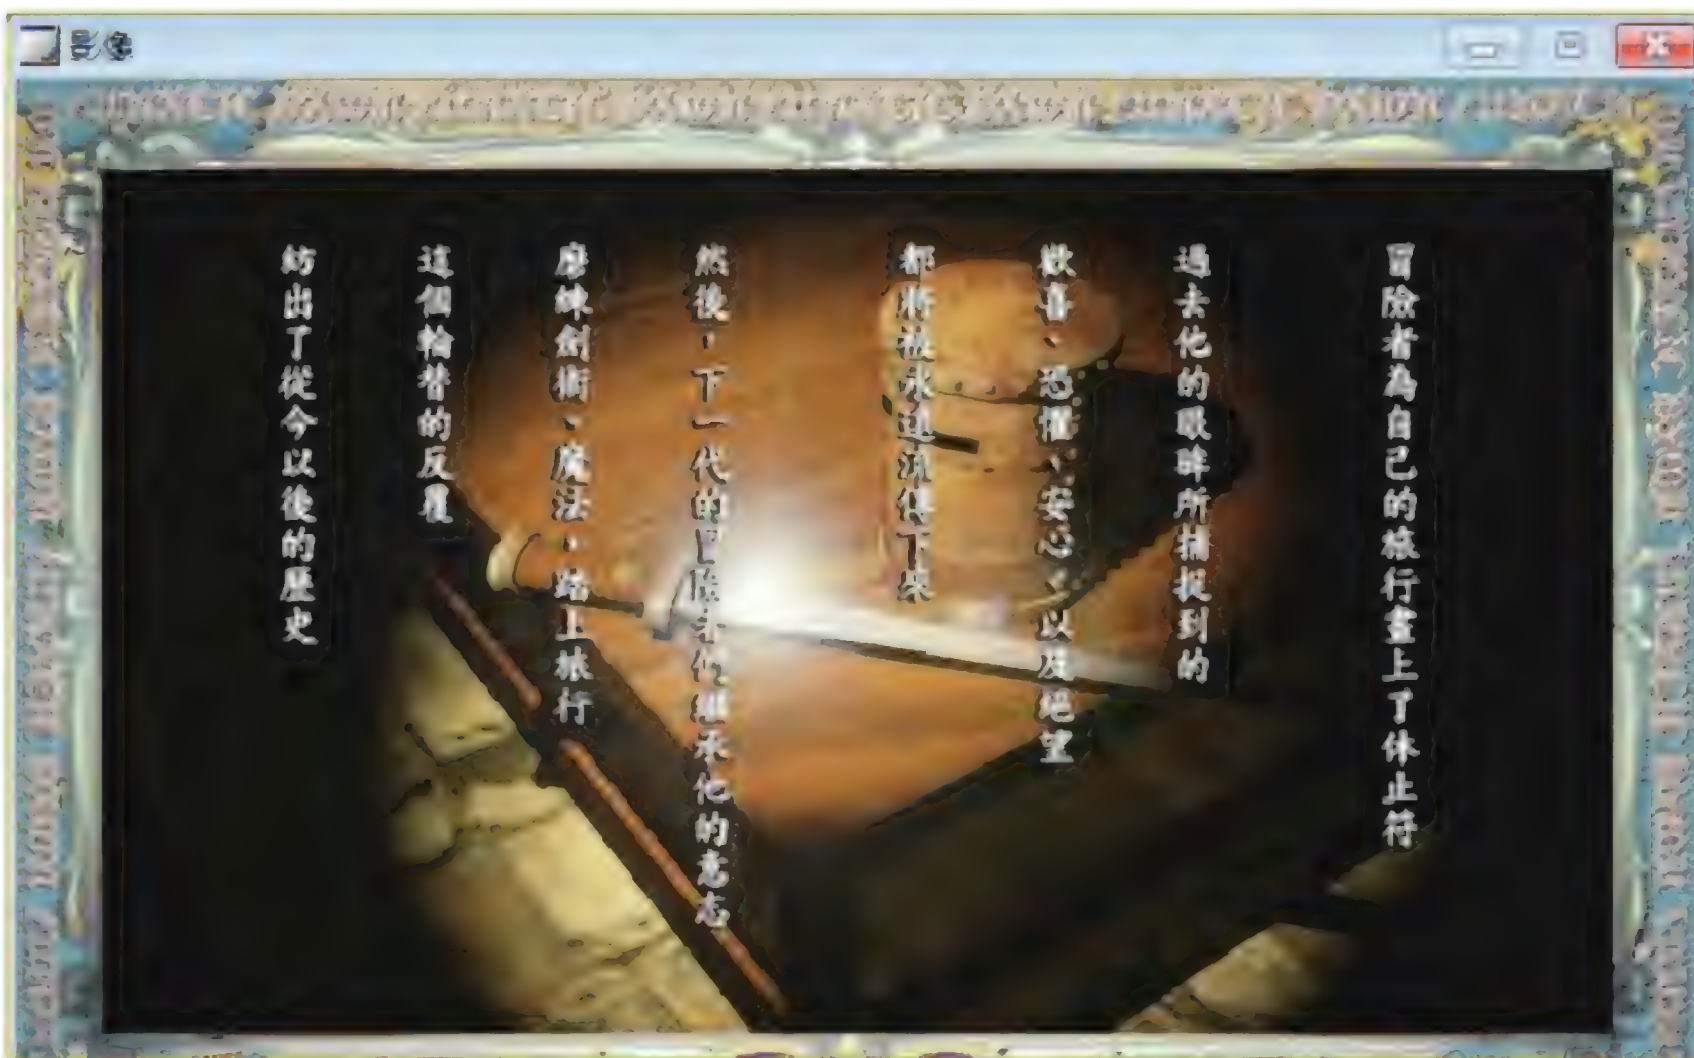 影像
冒險者為自己的旅行畫上了休止符
過去他的眼眸所捕捉到的
歡喜、恐懼、安心、以及絕望
都將被永遠流傳下來
然後，下一代的冒險者們繼承他的意志
磨練劍術、魔法，踏上旅行
這個輪替的反覆
紡出了從今以後的歷史